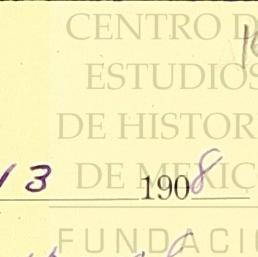 CENTRO D
ESTUDIOS
DE HISTOR
DE MÉXIC
13 1908
FUNDACI